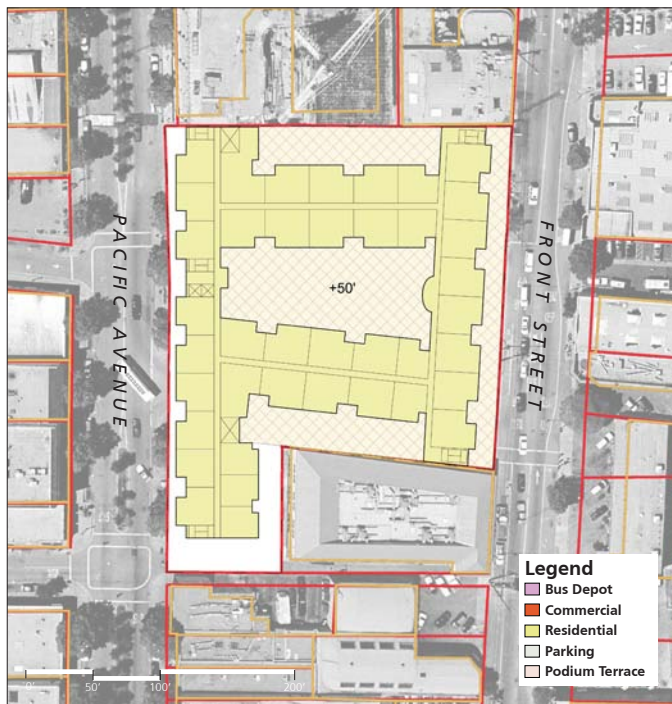 PACIFIC AVENUE
FRONT STREET
+50'
Legend
Bus Depot
Commercial
Residential
Parking
Podium Terrace
0' 50' 100' 200'